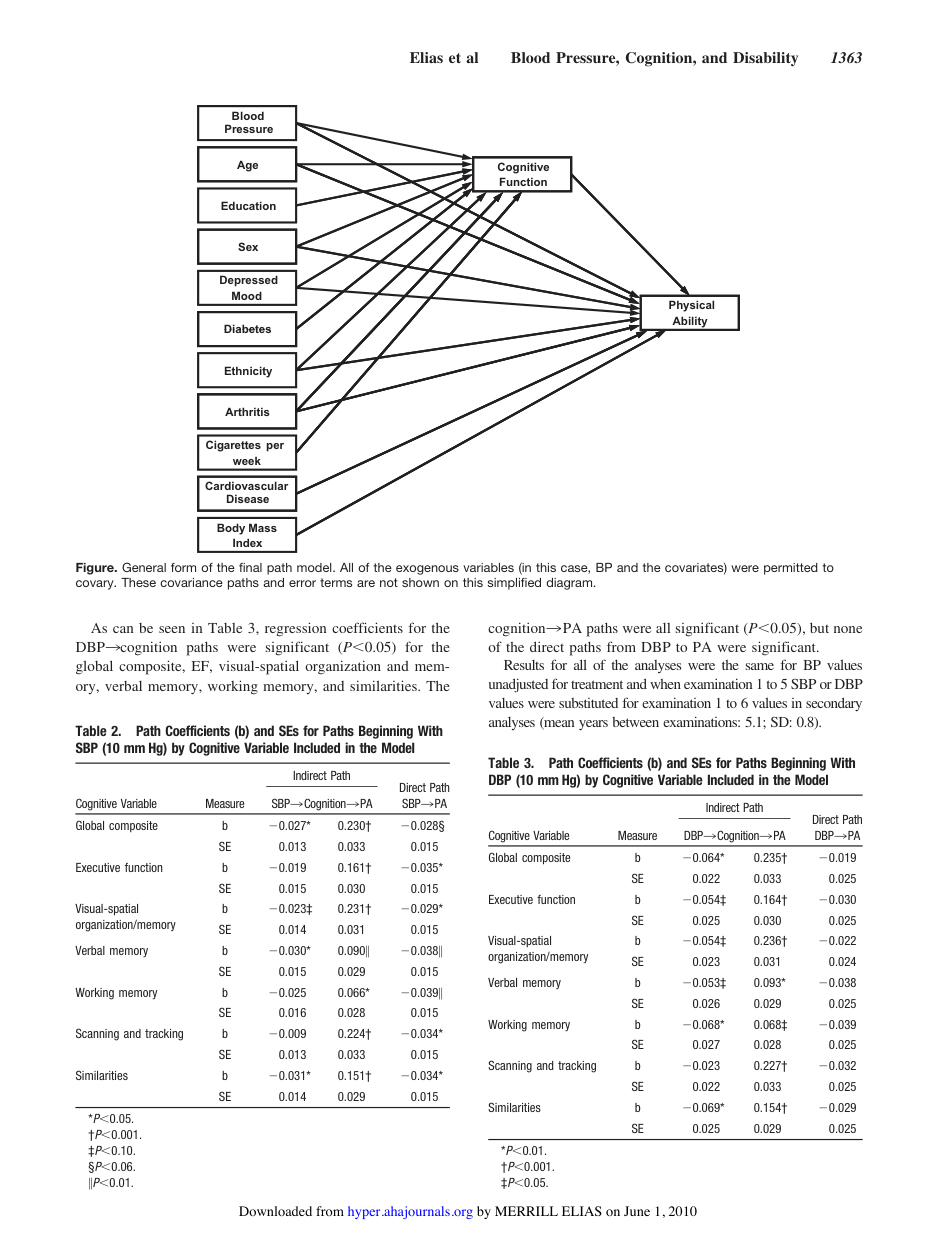 Elias et al Blood Pressure, Cognition, and Disability 1363
Blood
Pressure
Age
Education
Sex
Depressed
Mood
Diabetes
Ethnicity
Arthritis
Cigarettes per
week
Cardiovascular
Disease
Body Mass
Index
Cognitive
Function
Physical
Ability
Figure. General form of the final path model. All of the exogenous variables (in this case, BP and the covariates) were permitted to
covary. These covariance paths and error terms are not shown on this simplified diagram.
As can be seen in Table 3, regression coefficients for the
DBP→cognition paths were significant (P<0.05) for the
global composite, EF, visual-spatial organization and mem-
ory, verbal memory, working memory, and similarities. The
Table 2. Path Coefficients (b) and SEs for Paths Beginning With
SBP (10 mm Hg) by Cognitive Variable Included in the Model
Indirect Path
Direct Path
Cognitive Variable Measure SBP→Cognition→PA SBP→PA
Global composite b −0.027* 0.230† −0.028§
SE 0.013 0.033 0.015
Executive function b −0.019 0.161† −0.035*
SE 0.015 0.030 0.015
Visual-spatial b −0.023‡ 0.231† −0.029*
organization/memory SE 0.014 0.031 0.015
Verbal memory b −0.030* 0.090‖ −0.038‖
SE 0.015 0.029 0.015
Working memory b −0.025 0.066* −0.039‖
SE 0.016 0.028 0.015
Scanning and tracking b −0.009 0.224† −0.034*
SE 0.013 0.033 0.015
Similarities b −0.031* 0.151† −0.034*
SE 0.014 0.029 0.015
*P<0.05.
†P<0.001.
‡P<0.10.
§P<0.06.
‖P<0.01.
cognition→PA paths were all significant (P<0.05), but none
of the direct paths from DBP to PA were significant.
Results for all of the analyses were the same for BP values
unadjusted for treatment and when examination 1 to 5 SBP or DBP
values were substituted for examination 1 to 6 values in secondary
analyses (mean years between examinations: 5.1; SD: 0.8).
Table 3. Path Coefficients (b) and SEs for Paths Beginning With
DBP (10 mm Hg) by Cognitive Variable Included in the Model
Indirect Path
Direct Path
Cognitive Variable Measure DBP→Cognition→PA DBP→PA
Global composite b −0.064* 0.235† −0.019
SE 0.022 0.033 0.025
Executive function b −0.054‡ 0.164† −0.030
SE 0.025 0.030 0.025
Visual-spatial b −0.054‡ 0.236† −0.022
organization/memory SE 0.023 0.031 0.024
Verbal memory b −0.053‡ 0.093* −0.038
SE 0.026 0.029 0.025
Working memory b −0.068* 0.068‡ −0.039
SE 0.027 0.028 0.025
Scanning and tracking b −0.023 0.227† −0.032
SE 0.022 0.033 0.025
Similarities b −0.069* 0.154† −0.029
SE 0.025 0.029 0.025
*P<0.01.
†P<0.001.
‡P<0.05.
Downloaded from hyper.ahajournals.org by MERRILL ELIAS on June 1, 2010